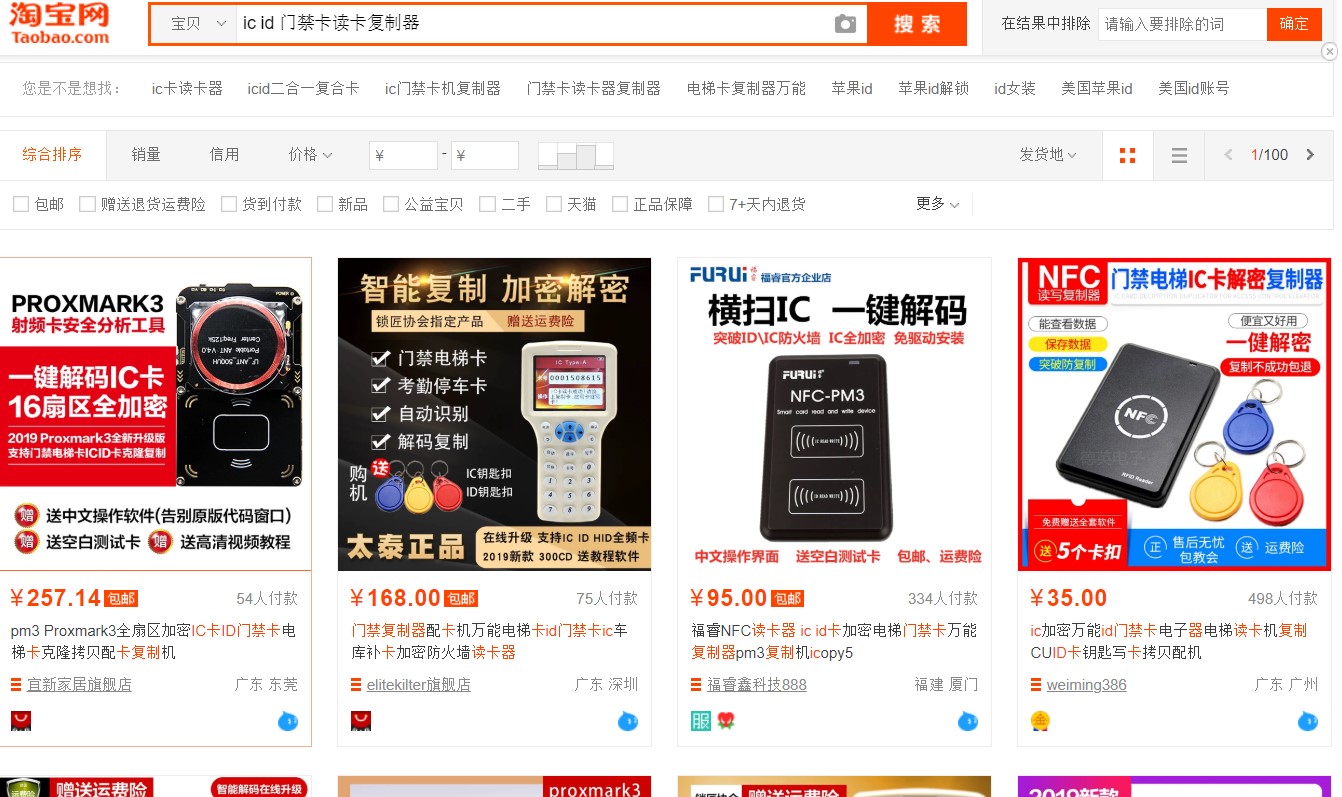 淘宝网
Taobao.com
宝贝
ic id 门禁卡读卡复制器
搜 索
在结果中排除
请输入要排除的词
确定
您是不是想找：
ic卡读卡器
icid二合一复合卡
ic门禁卡机复制器
门禁卡读卡器复制器
电梯卡复制器万能
苹果id
苹果id解锁
id女装
美国苹果id
美国id账号
综合排序
销量
信用
价格
¥
-
¥
发货地
1/100
包邮
赠送退货运费险
货到付款
新品
公益宝贝
二手
天猫
正品保障
7+天内退货
更多
PROXMARK3
射频卡安全分析工具
一键解码IC卡
16扇区全加密
2019 Proxmark3全新升级版
支持门禁电梯卡ICID卡克隆复制
赠 送中文操作软件(告别原版代码窗口)
赠 送空白测试卡 赠 送高清视频教程
¥257.14 包邮
54人付款
pm3 Proxmark3全扇区加密IC卡ID门禁卡电
梯卡克隆拷贝配卡复制机
宜新家居旗舰店
广东 东莞
智能复制 加密解密
锁匠协会指定产品 赠送运费险
门禁电梯卡
考勤停车卡
自动识别
解码复制
IC Type-A
0001508615
购机
送
IC钥匙扣
ID钥匙扣
太泰正品
在线升级 支持IC ID HID全频卡
2019新款 300CD 送教程软件
¥168.00 包邮
75人付款
门禁复制器配卡机万能电梯卡id门禁卡ic车
库补卡加密防火墙读卡器
elitekilter旗舰店
广东 深圳
FURUi 福睿 福睿官方企业店
横扫IC 一键解码
突破ID\IC防火墙 IC全加密 免驱动安装
FURUi
NFC-PM3
Smart card read and write device
中文操作界面 送空白测试卡 包邮、运费险
¥95.00 包邮
334人付款
福睿NFC读卡器 ic id卡加密电梯门禁卡万能
复制器pm3复制机icopy5
福睿鑫科技888
福建 厦门
服
NFC
读写复制器
门禁电梯IC卡解密复制器
能查看数据
保存数据
突破防复制
便宜又好用
一键解密
复制不成功包退
NFC
RFID Reader
免费赠送全套软件
送 5个卡扣
正 售后无忧
包教会
送 运费险
¥35.00
498人付款
ic加密万能id门禁卡电子器电梯读卡机复制
CUID卡钥匙写卡拷贝配机
weiming386
广东 广州
金
赠送运费险
智能解码在线升级
proxmark3
锁匠协会
赠送运费险
2019新款